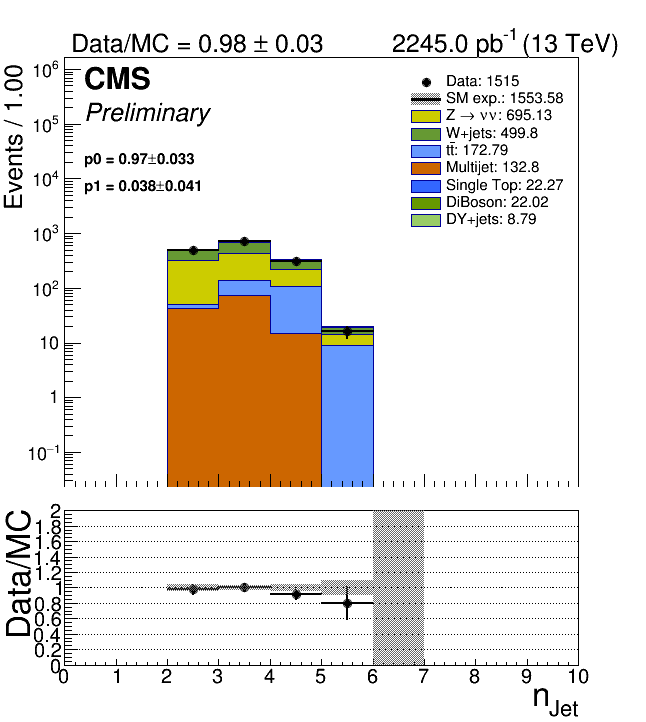 Data/MC = 0.98 ± 0.03 2245.0 pb⁻¹ (13 TeV)
Events / 1.00
10⁶
10⁵
10⁴
10³
10²
10
1
10⁻¹
CMS
Preliminary
p0 = 0.97±0.033
p1 = 0.038±0.041
Data: 1515
SM exp.: 1553.58
Z → νν: 695.13
W+jets: 499.8
tt̄: 172.79
Multijet: 132.8
Single Top: 22.27
DiBoson: 22.02
DY+jets: 8.79
Data/MC
2
1.8
1.6
1.4
1.2
1
0.8
0.6
0.4
0.2
0
0 1 2 3 4 5 6 7 8 9 10
n_Jet